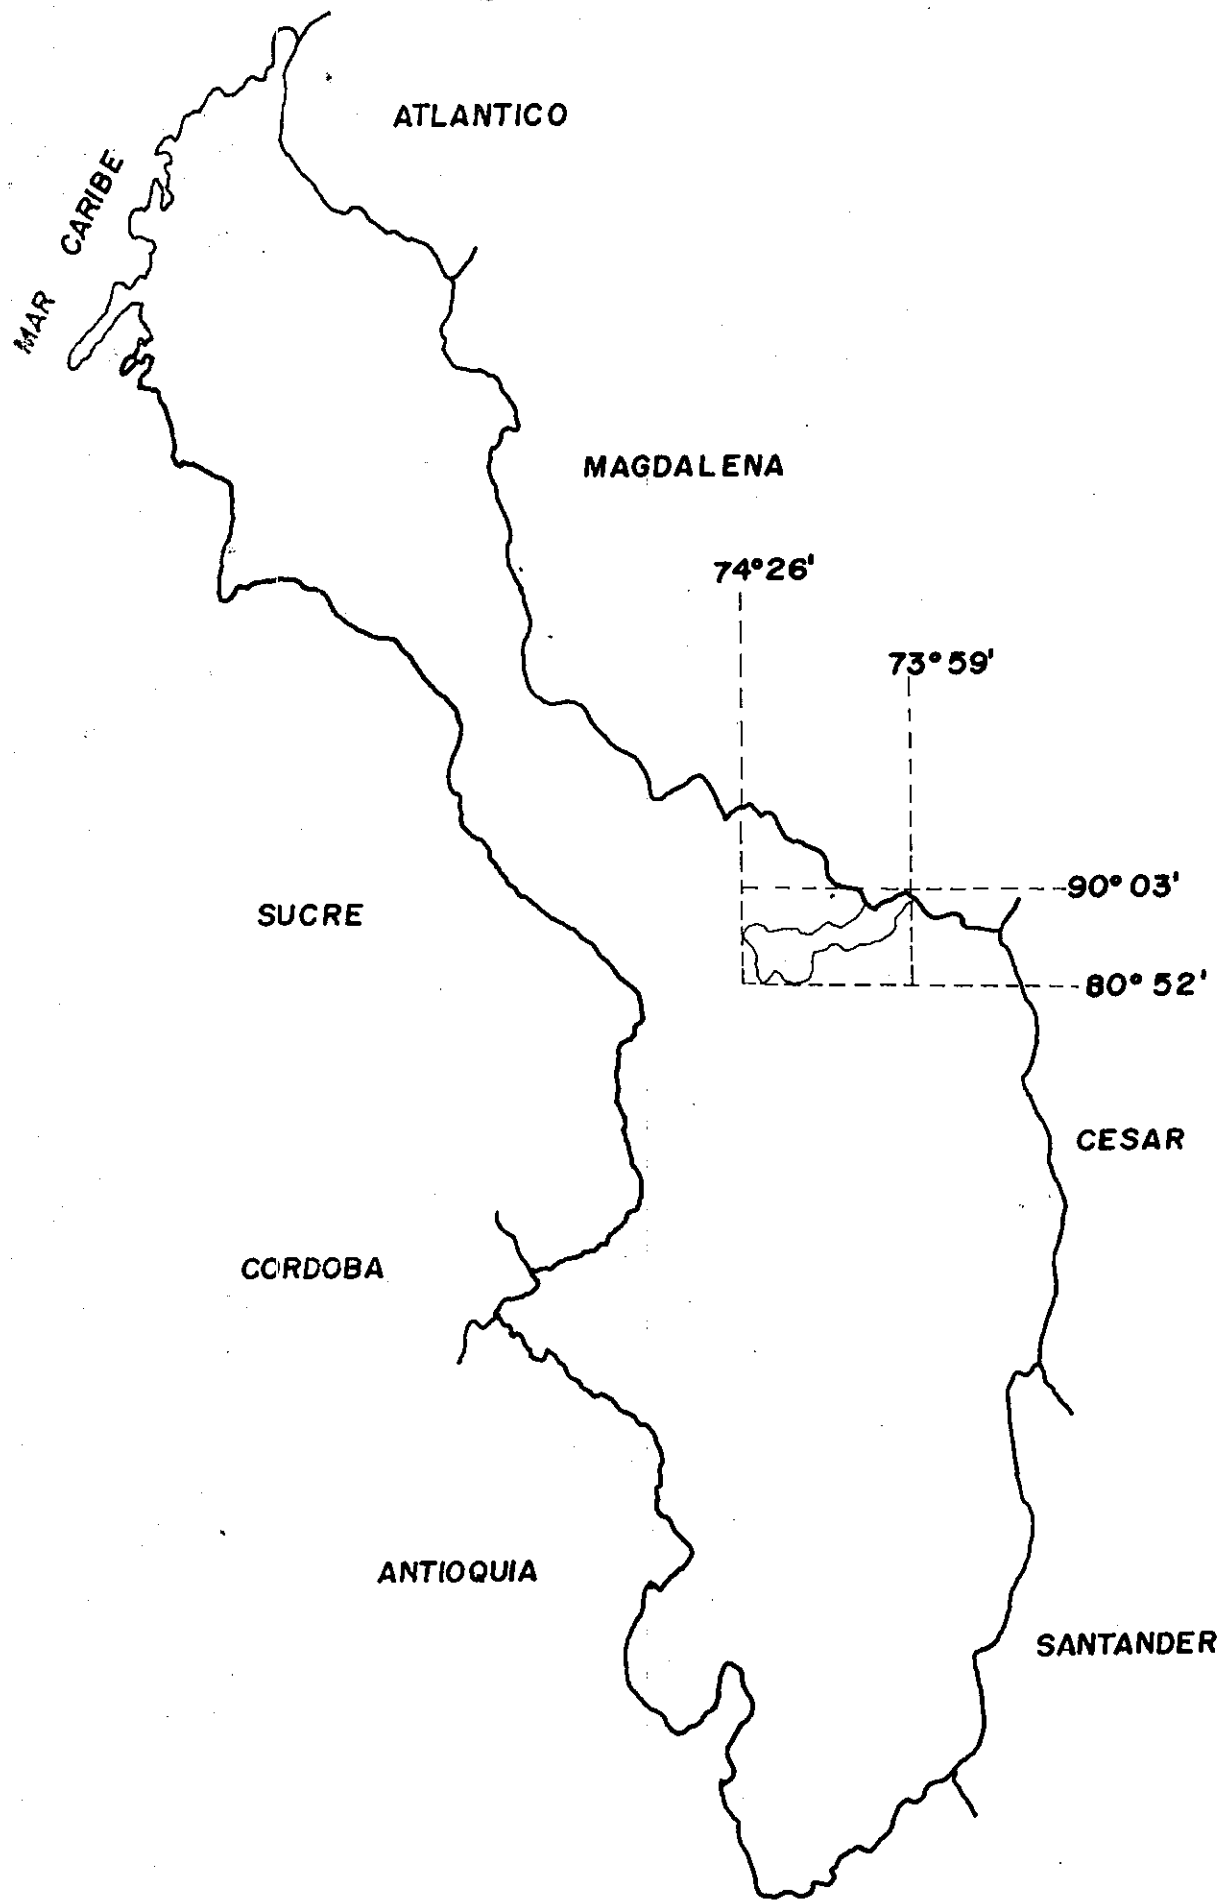 ATLANTICO
MAR CARIBE
MAGDALENA
74°26'
73°59'
90°03'
SUCRE
80°52'
CESAR
CORDOBA
ANTIOQUIA
SANTANDER